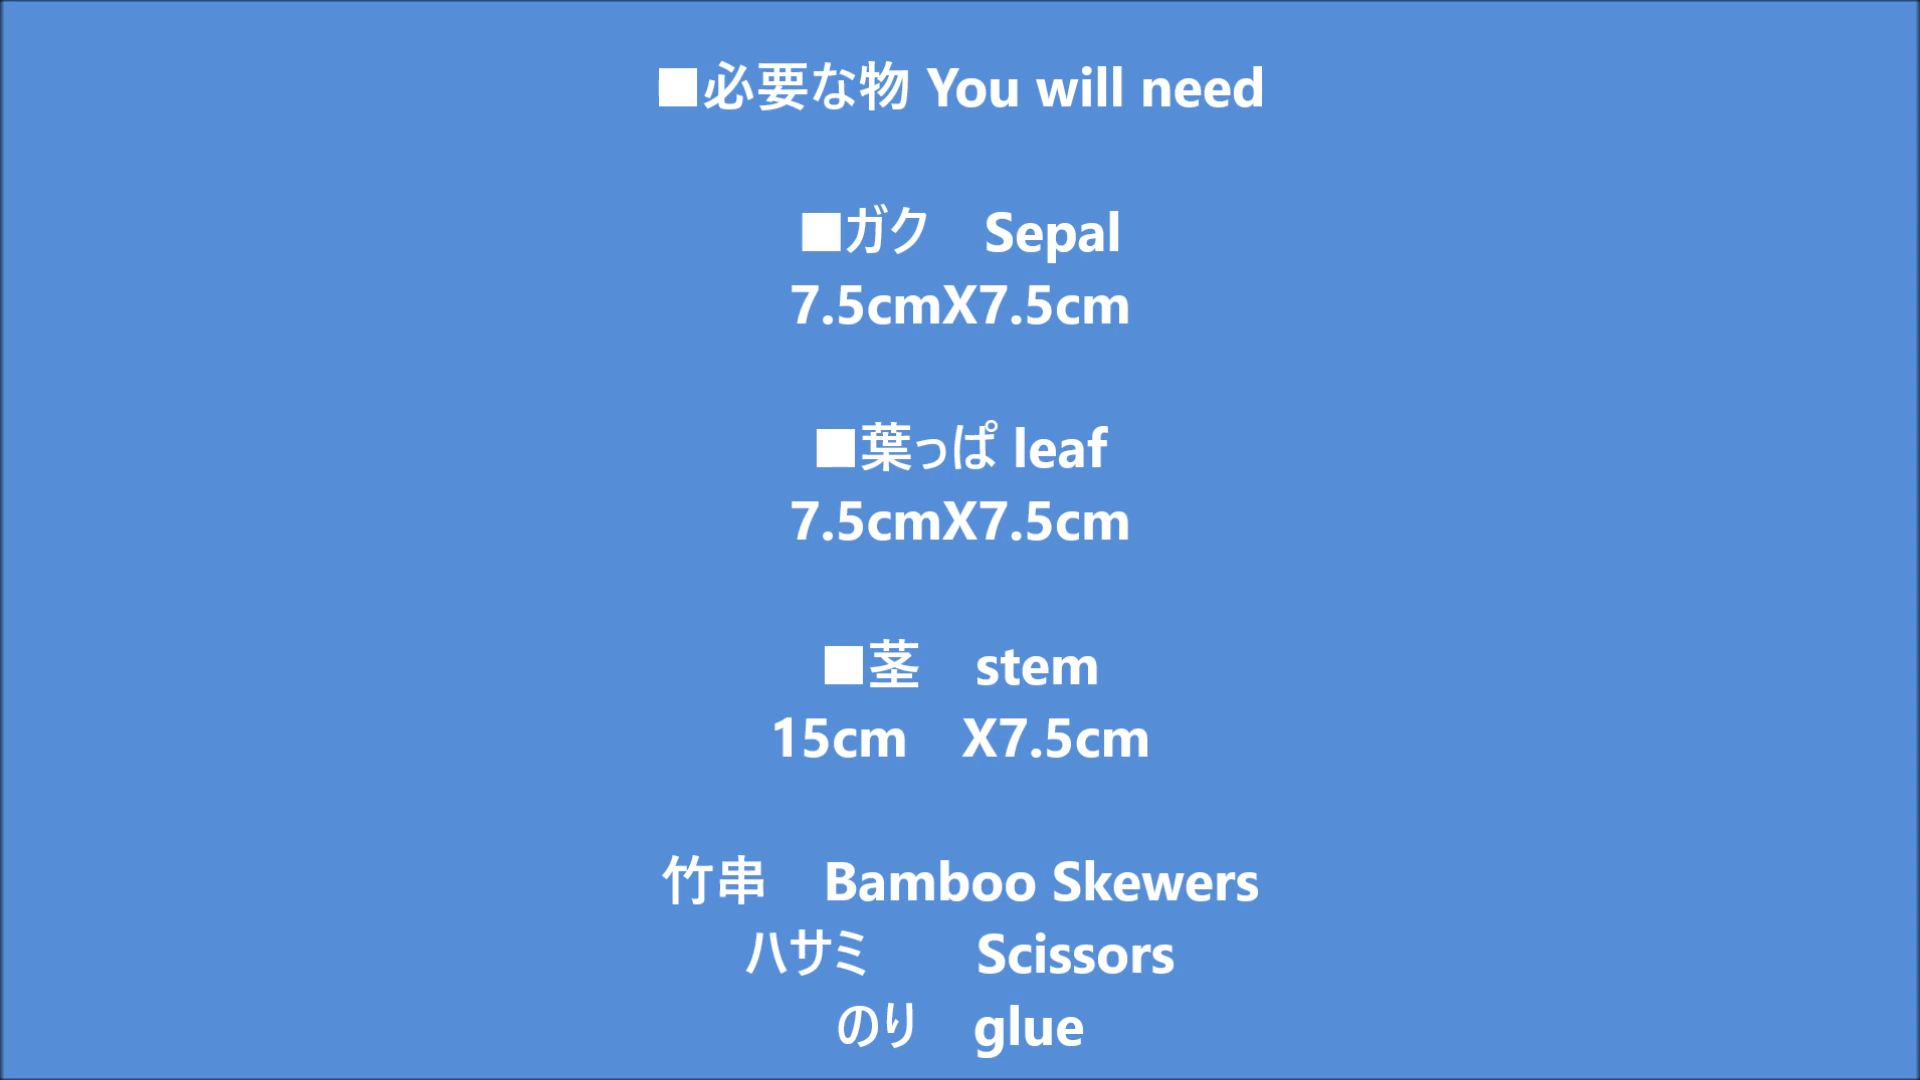 ■必要な物 You will need
■ガク　Sepal
7.5cmX7.5cm
■葉っぱ leaf
7.5cmX7.5cm
■茎　stem
15cm　X7.5cm
竹串　Bamboo Skewers
ハサミ　　Scissors
のり　glue